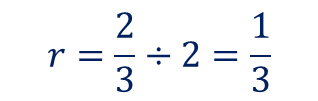 r = 2/3 ÷ 2 = 1/3